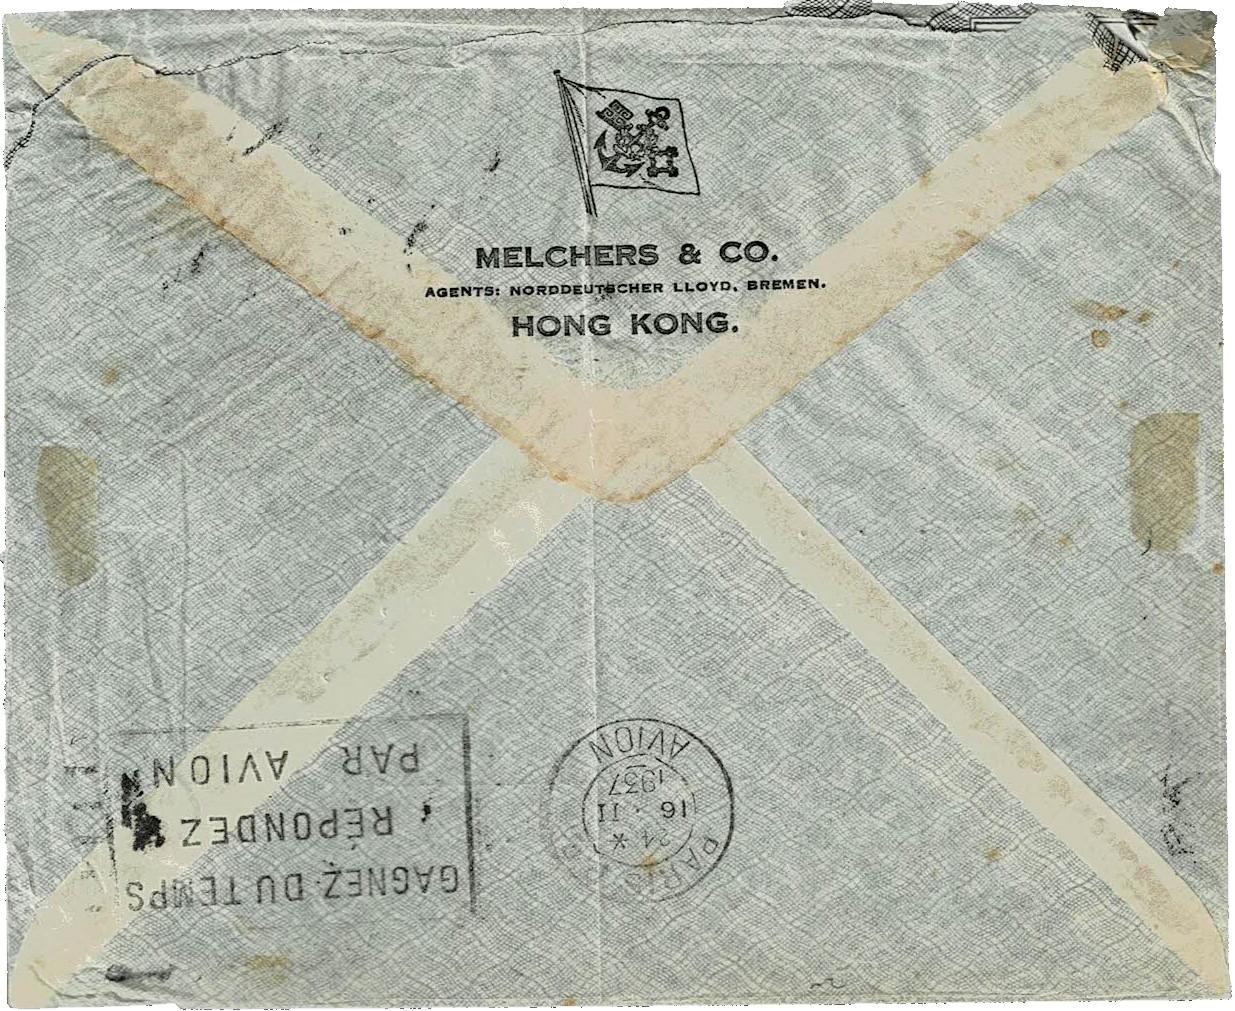 MELCHERS & CO.
AGENTS: NORDDEUTSCHER LLOYD, BREMEN.
HONG KONG.
GAGNEZ DU TEMPS
RÉPONDEZ
PAR AVION
PARIS
24 *
16 · II
1937
AVION